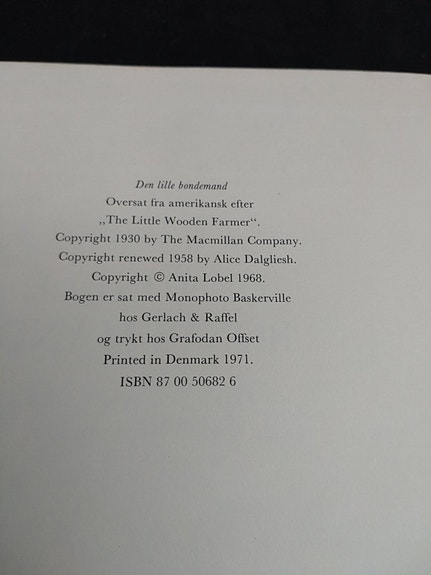 Den lille bondemand
Oversat fra amerikansk efter
,,The Little Wooden Farmer“.
Copyright 1930 by The Macmillan Company.
Copyright renewed 1958 by Alice Dalgliesh.
Copyright © Anita Lobel 1968.
Bogen er sat med Monophoto Baskerville
hos Gerlach & Raffel
og trykt hos Grafodan Offset
Printed in Denmark 1971.
ISBN 87 00 50682 6